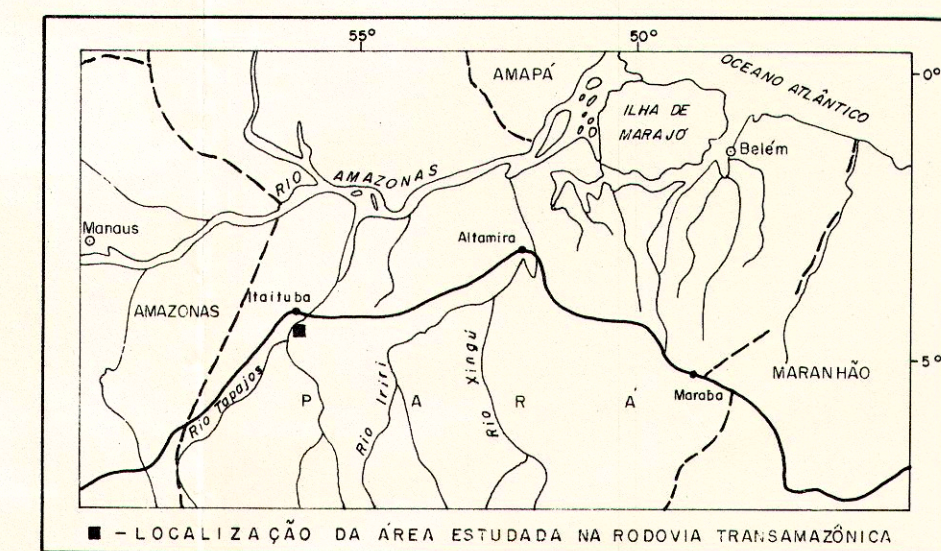 55° 50°
AMAPÁ
OCEANO ATLÂNTICO
0°
ILHA DE
MARAJÓ
Belém
RIO AMAZONAS
Manaus
Altamira
Itaituba
AMAZONAS
MARANHÃO
5°
Maraba
Rio Tapajos
Rio Iriri
Rio Xingú
P A R Á
■ - LOCALIZAÇÃO DA ÁREA ESTUDADA NA RODOVIA TRANSAMAZÔNICA